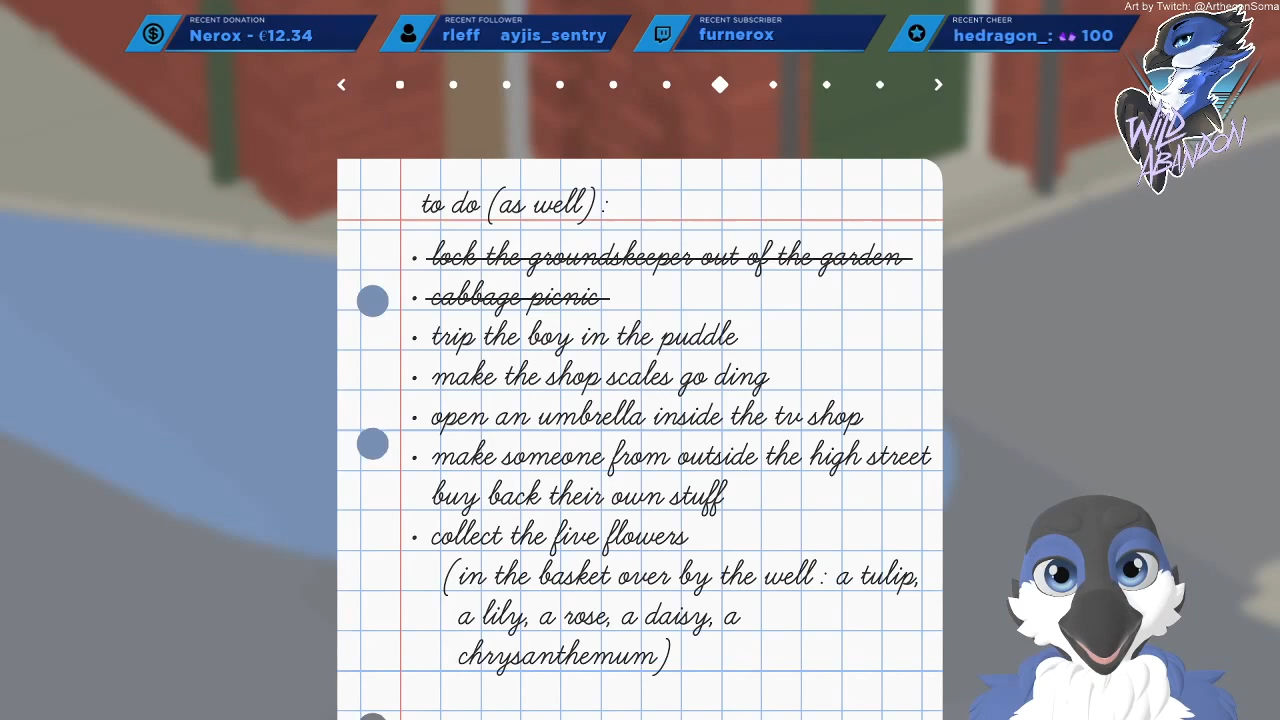 Art by Twitch: @ArthegonSoma
RECENT DONATION
Nerox - €12.34
RECENT FOLLOWER
rleff ayjis_sentry
RECENT SUBSCRIBER
furnerox
RECENT CHEER
hedragon_: 100
WILD
ABANDON
to do (as well) :
• lock the groundskeeper out of the garden
• cabbage picnic
• trip the boy in the puddle
• make the shop scales go ding
• open an umbrella inside the tv shop
• make someone from outside the high street
buy back their own stuff
• collect the five flowers
(in the basket over by the well : a tulip,
a lily, a rose, a daisy, a
chrysanthemum)